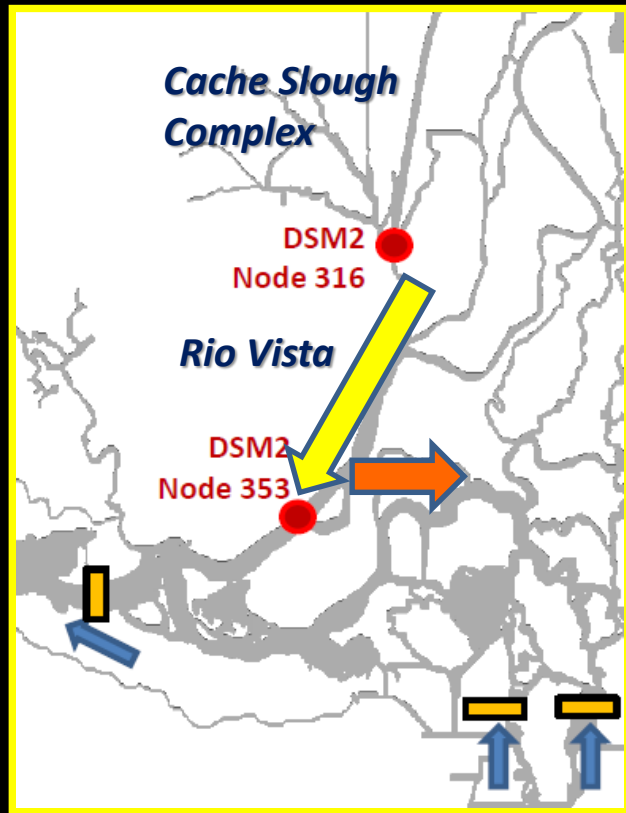 Cache Slough
Complex
DSM2
Node 316
Rio Vista
DSM2
Node 353